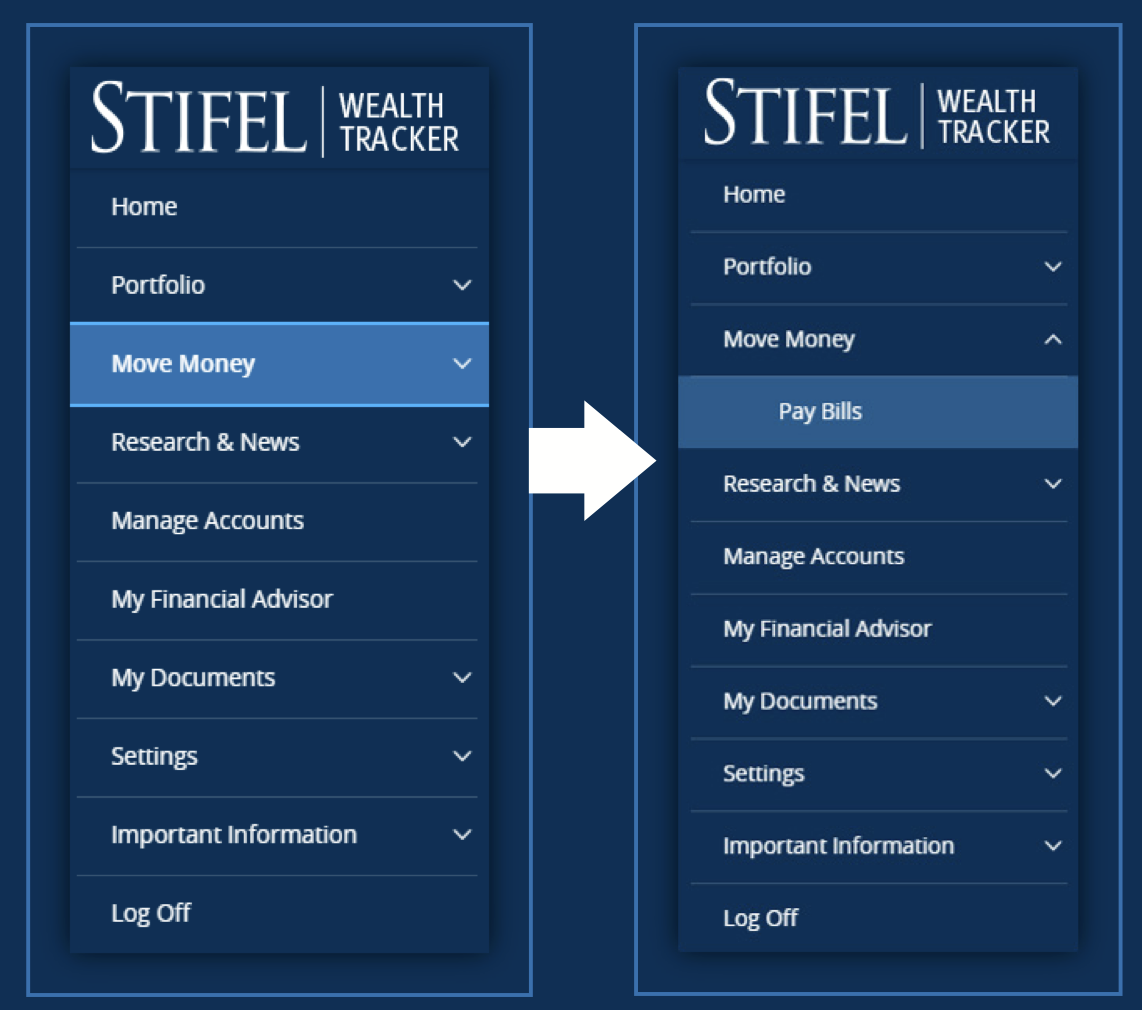 STIFEL | WEALTH
TRACKER
Home
Portfolio
Move Money
Research & News
Manage Accounts
My Financial Advisor
My Documents
Settings
Important Information
Log Off
STIFEL | WEALTH
TRACKER
Home
Portfolio
Move Money
Pay Bills
Research & News
Manage Accounts
My Financial Advisor
My Documents
Settings
Important Information
Log Off